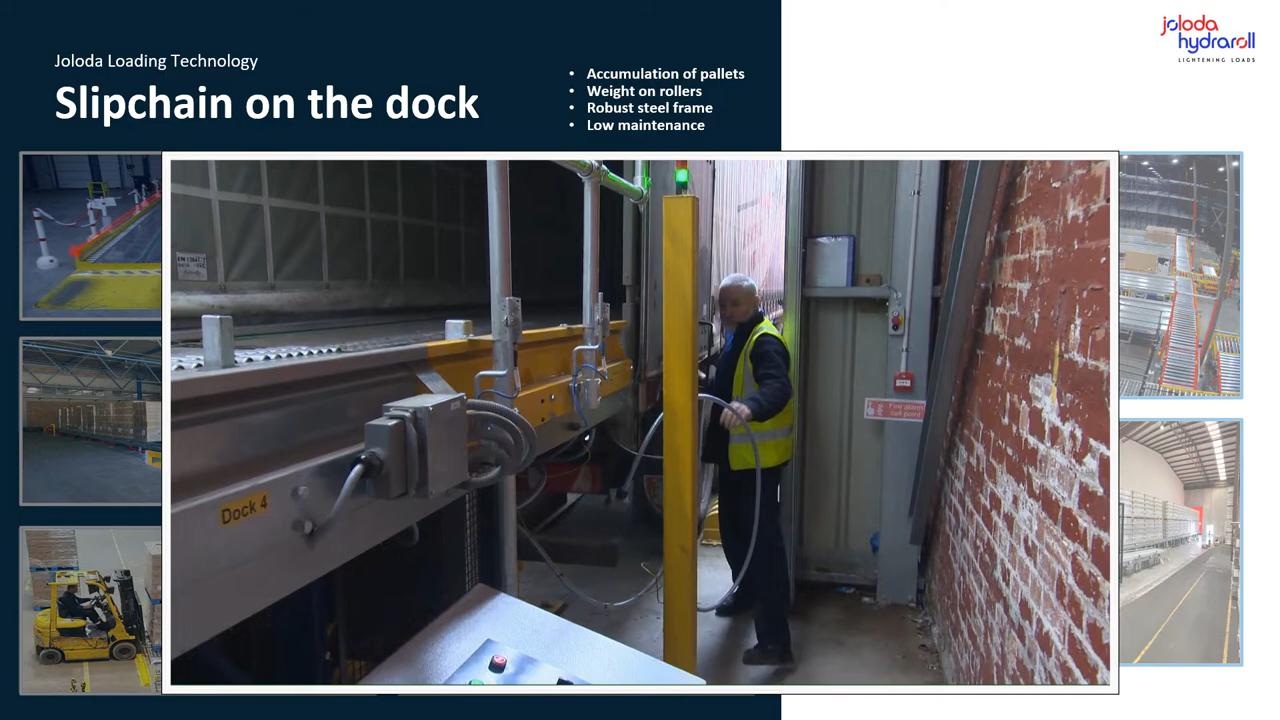 Joloda Loading Technology
Slipchain on the dock
• Accumulation of pallets
• Weight on rollers
• Robust steel frame
• Low maintenance
joloda
hydraroll
LIGHTENING LOADS
Dock 4
Fire alarm
call point